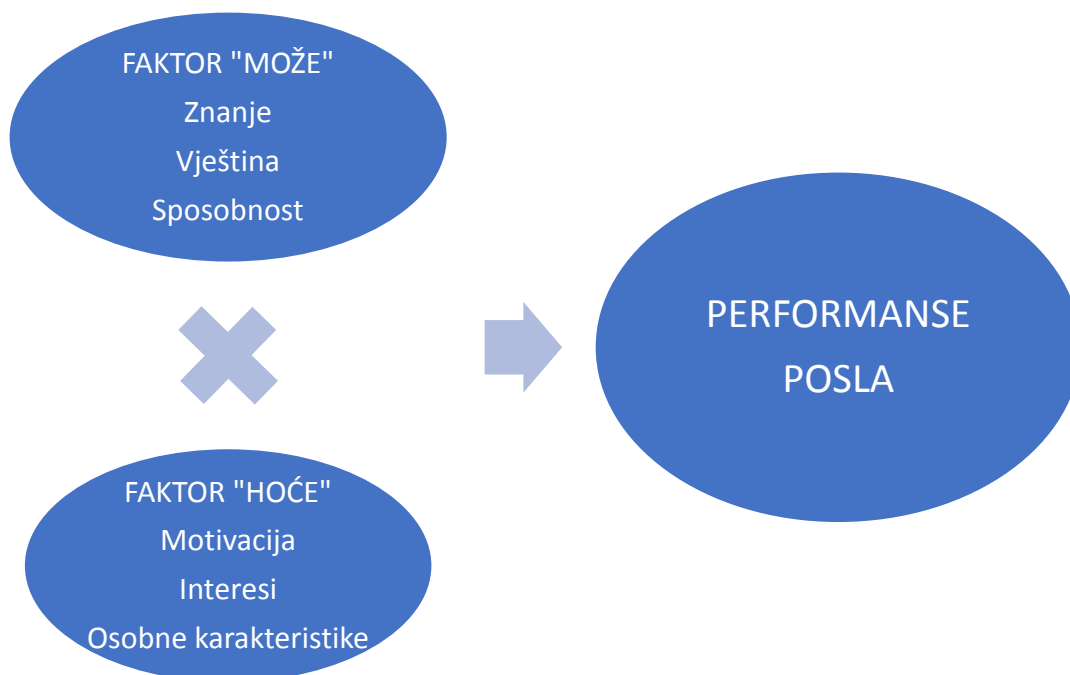 FAKTOR "MOŽE"
Znanje
Vještina
Sposobnost
FAKTOR "HOĆE"
Motivacija
Interesi
Osobne karakteristike
PERFORMANSE
POSLA